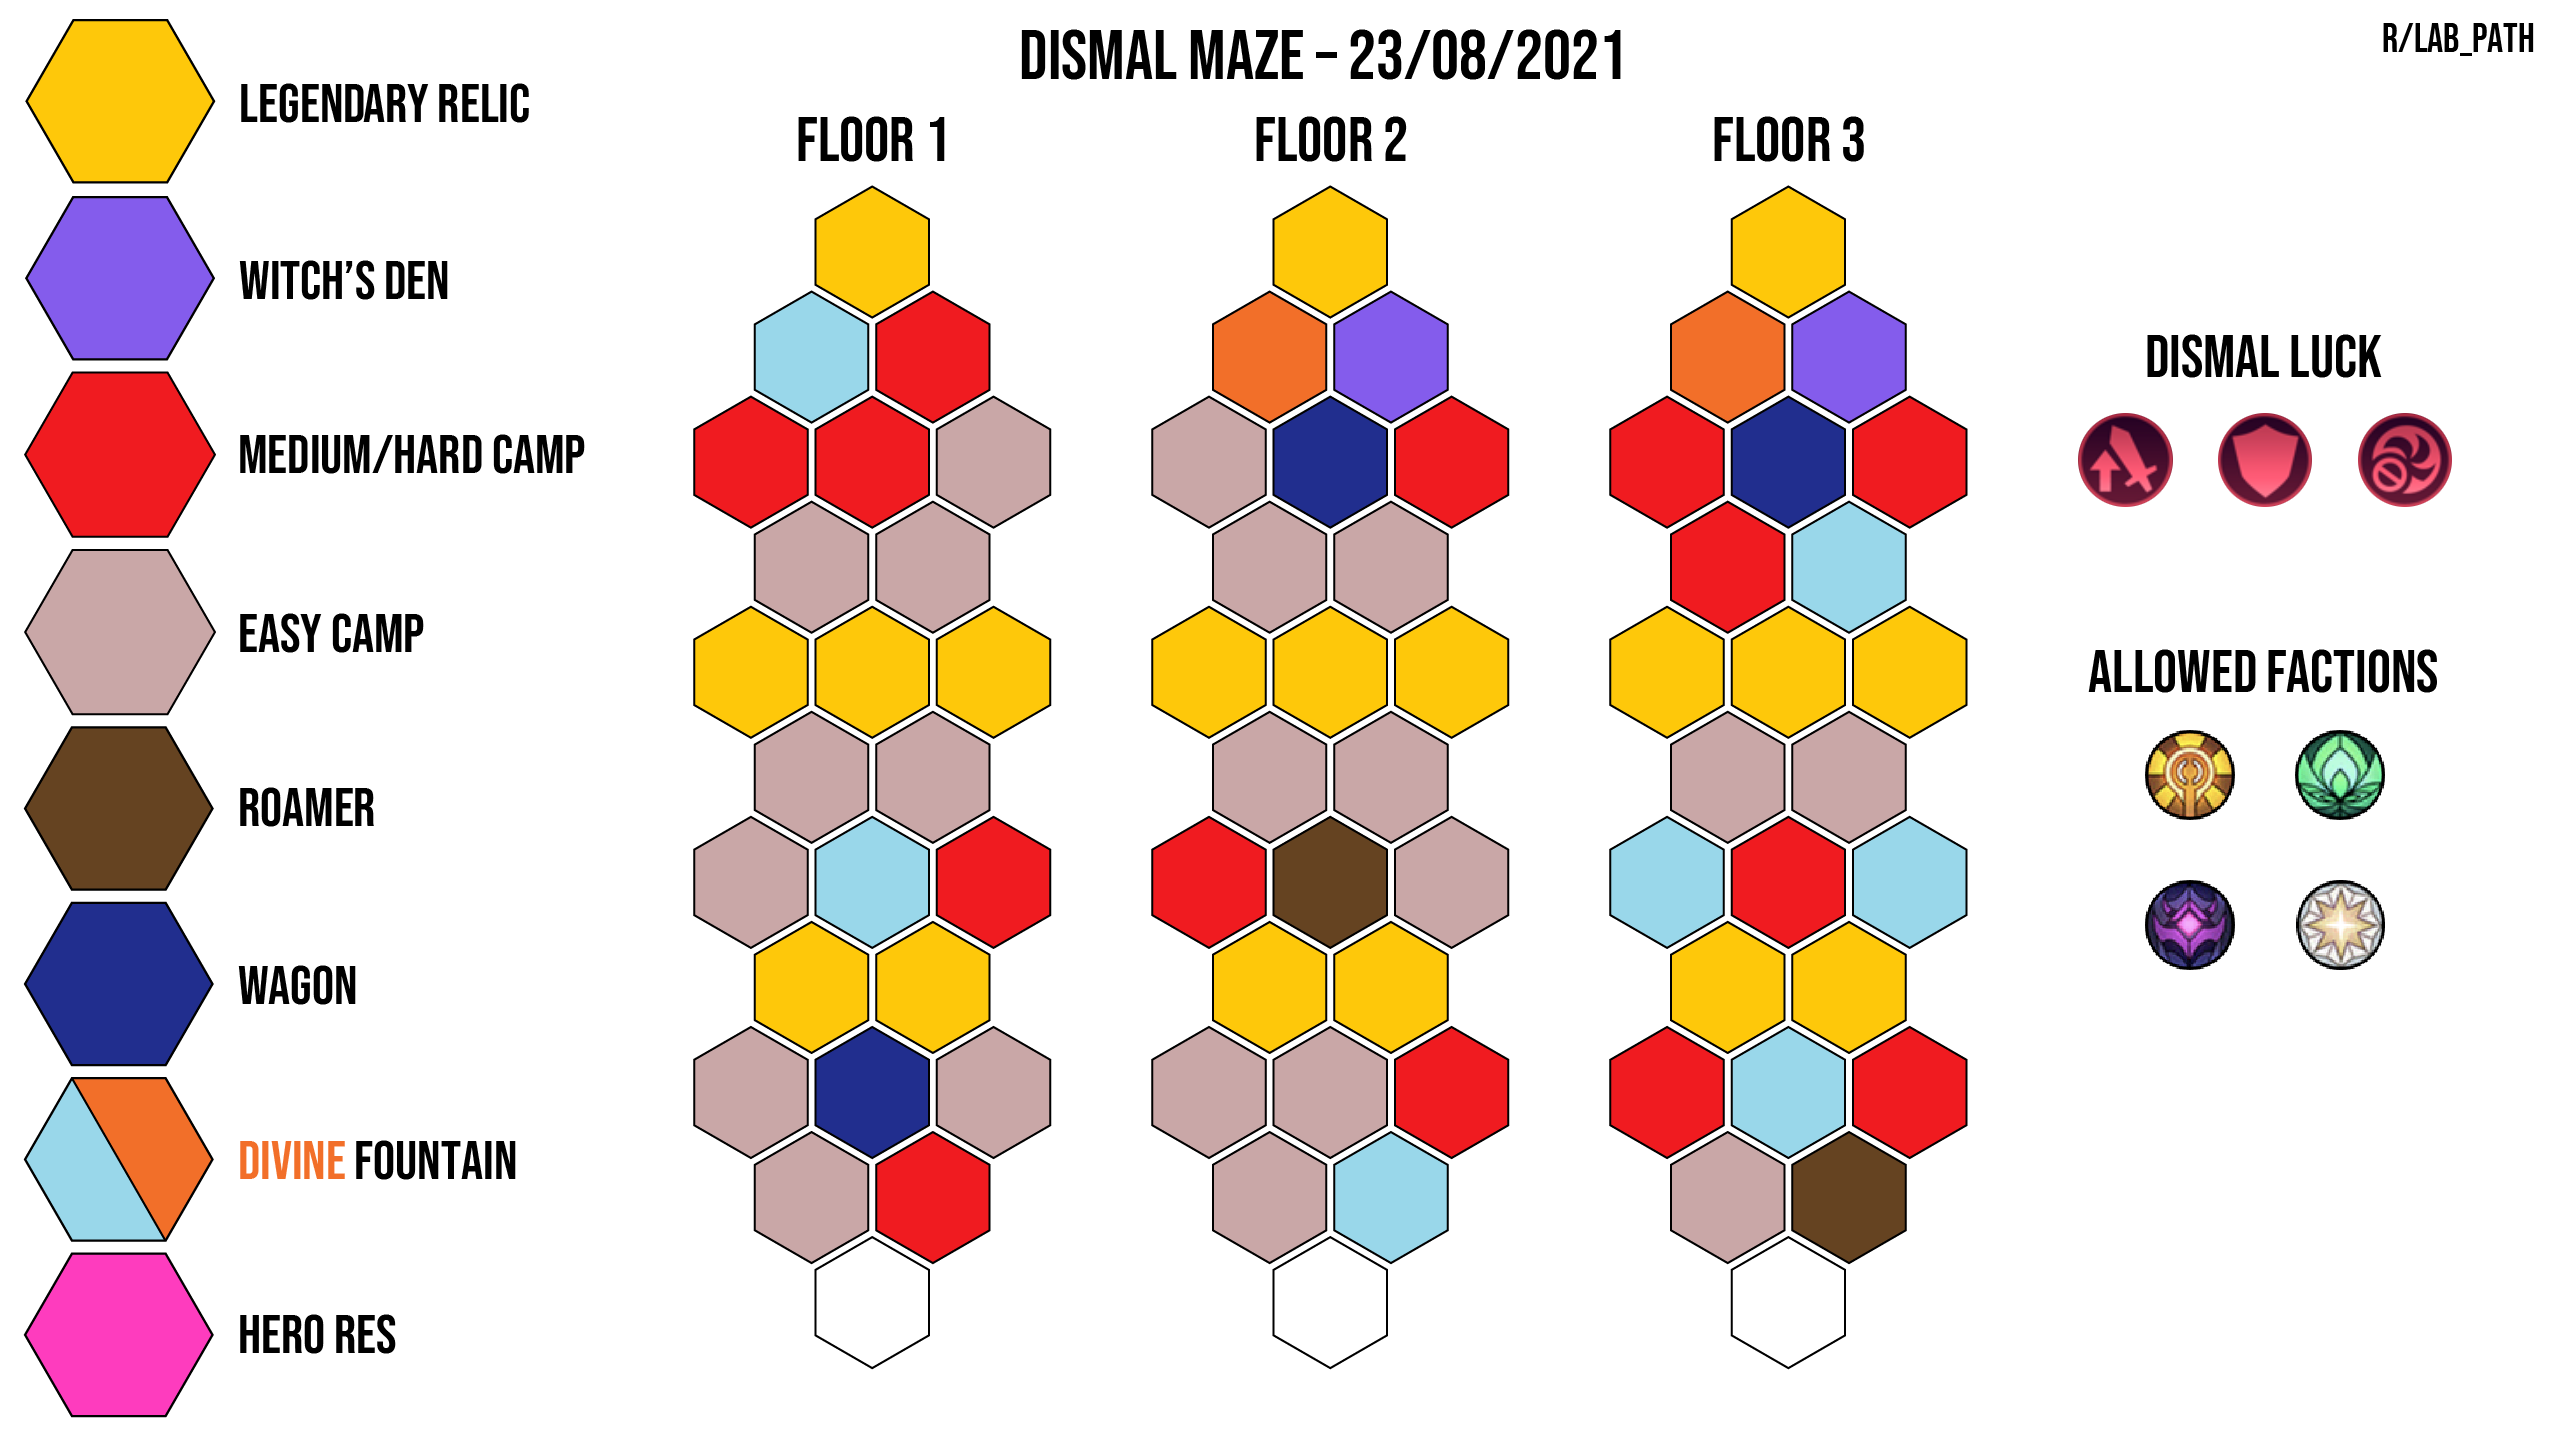 DISMAL MAZE – 23/08/2021
R/LAB_PATH
LEGENDARY RELIC
WITCH'S DEN
MEDIUM/HARD CAMP
EASY CAMP
ROAMER
WAGON
DIVINE FOUNTAIN
HERO RES
FLOOR 1
FLOOR 2
FLOOR 3
DISMAL LUCK
ALLOWED FACTIONS